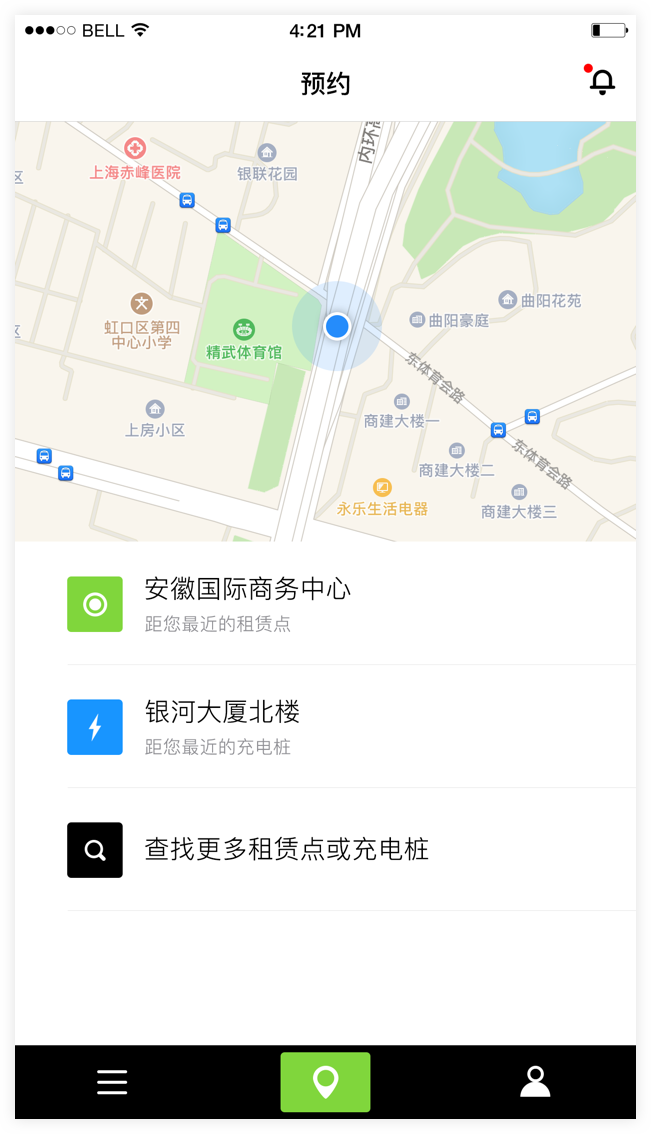 BELL
4:21 PM
预约
内环高
上海赤峰医院
银联花园
区
曲阳花苑
曲阳豪庭
虹口区第四
中心小学
精武体育馆
区
东体育会路
商建大楼一
上房小区
东体育会路
商建大楼二
永乐生活电器
商建大楼三
安徽国际商务中心
距您最近的租赁点
银河大厦北楼
距您最近的充电桩
查找更多租赁点或充电桩